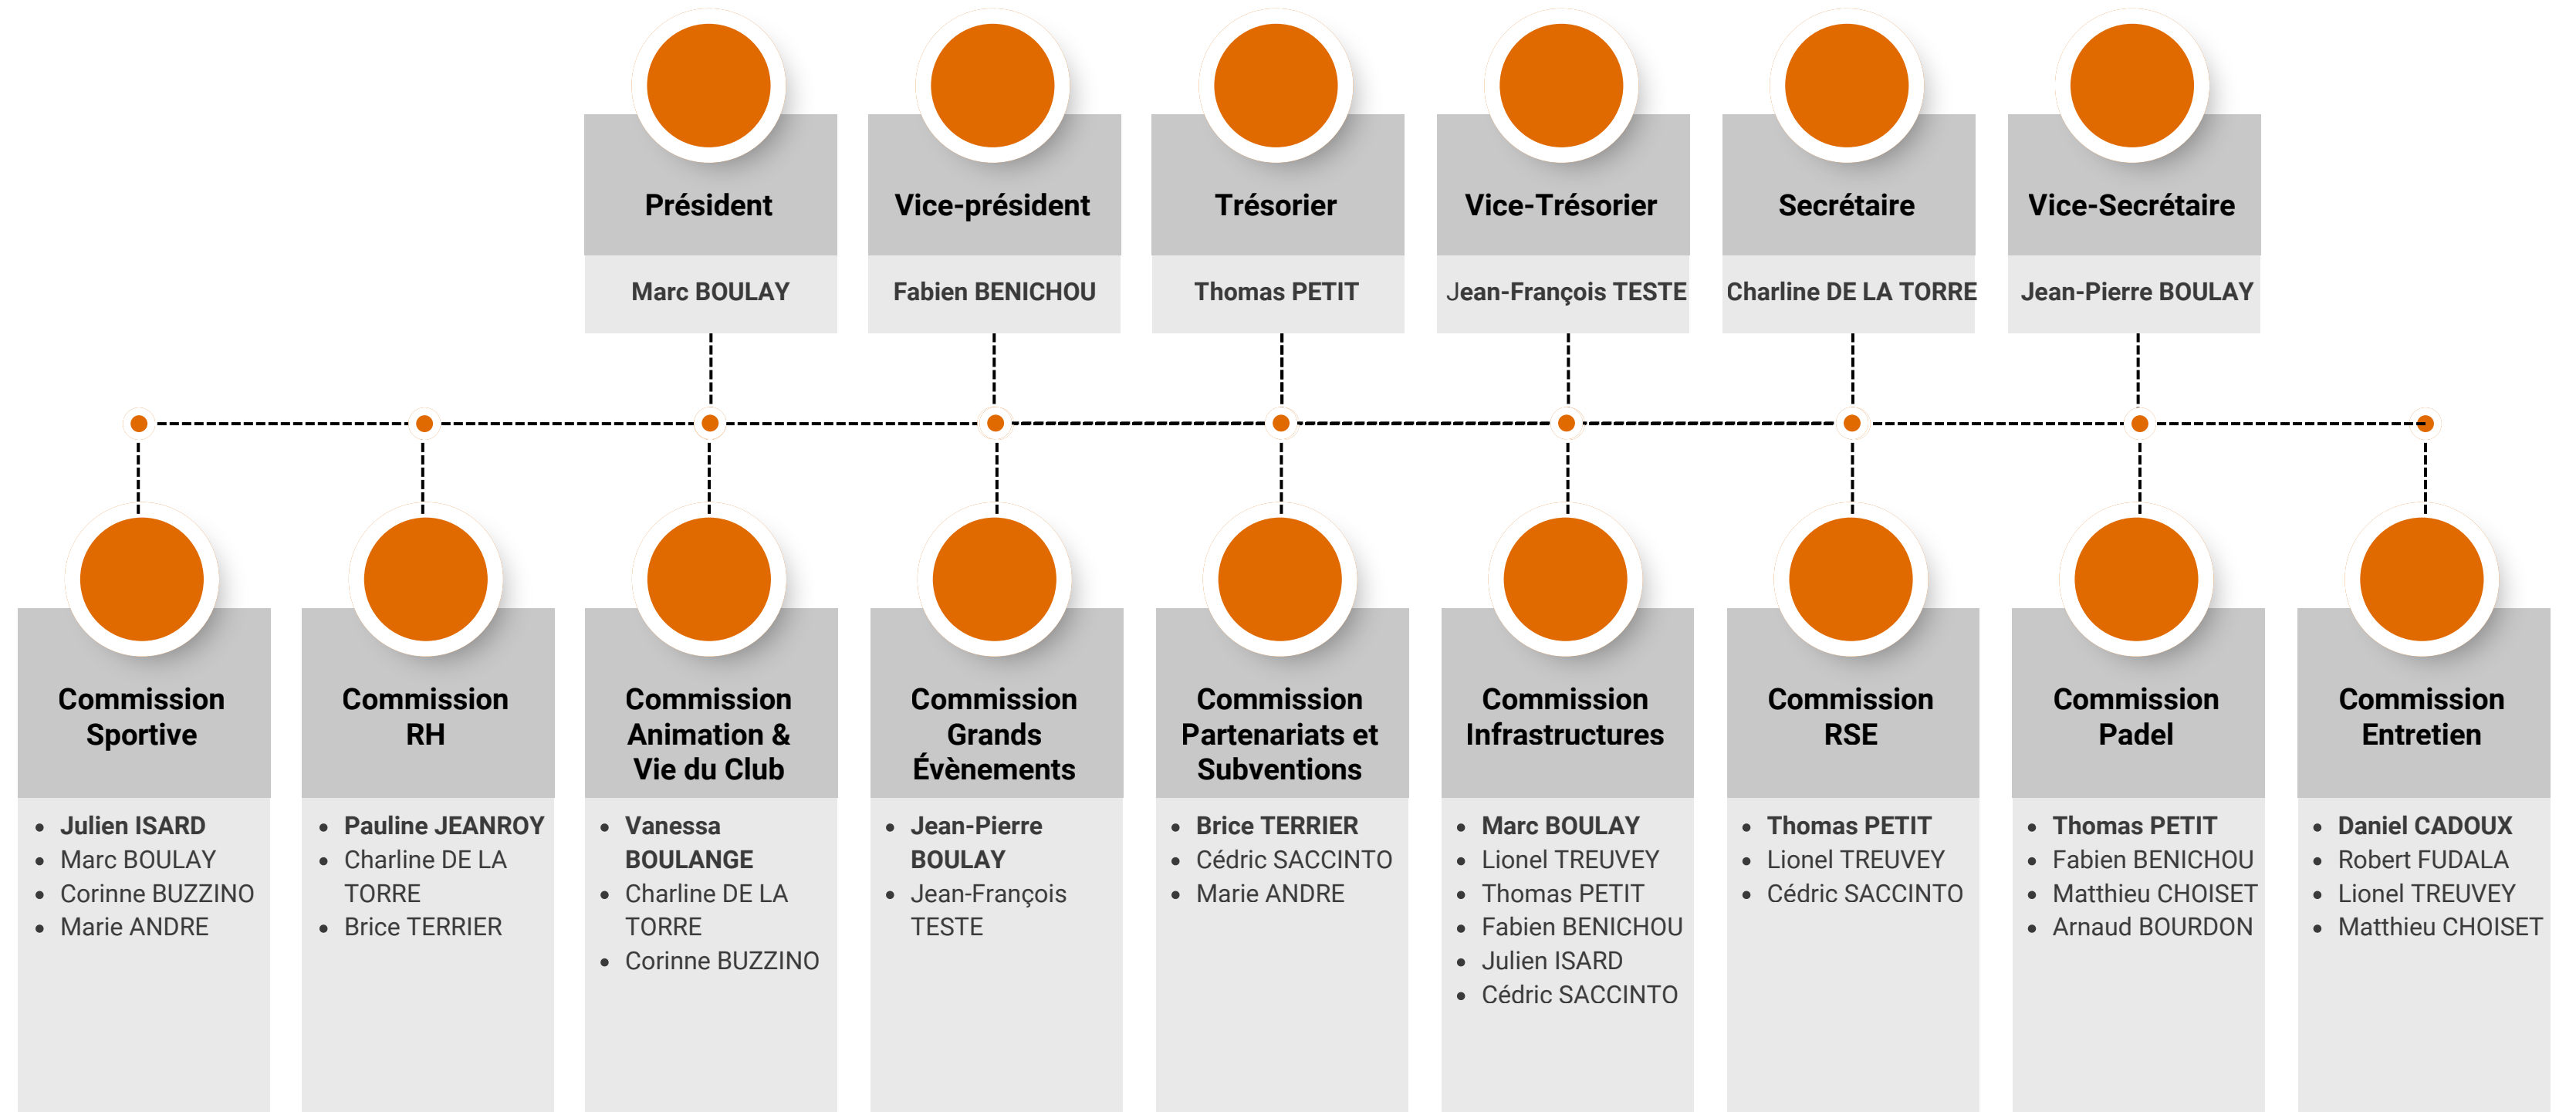 Président
Marc BOULAY
Vice-président
Fabien BENICHOU
Trésorier
Thomas PETIT
Vice-Trésorier
Jean-François TESTE
Secrétaire
Charline DE LA TORRE
Vice-Secrétaire
Jean-Pierre BOULAY
Commission
Sportive
• Julien ISARD
• Marc BOULAY
• Corinne BUZZINO
• Marie ANDRE
Commission
RH
• Pauline JEANROY
• Charline DE LA
TORRE
• Brice TERRIER
Commission
Animation &
Vie du Club
• Vanessa
BOULANGE
• Charline DE LA
TORRE
• Corinne BUZZINO
Commission
Grands
Évènements
• Jean-Pierre
BOULAY
• Jean-François
TESTE
Commission
Partenariats et
Subventions
• Brice TERRIER
• Cédric SACCINTO
• Marie ANDRE
Commission
Infrastructures
• Marc BOULAY
• Lionel TREUVEY
• Thomas PETIT
• Fabien BENICHOU
• Julien ISARD
• Cédric SACCINTO
Commission
RSE
• Thomas PETIT
• Lionel TREUVEY
• Cédric SACCINTO
Commission
Padel
• Thomas PETIT
• Fabien BENICHOU
• Matthieu CHOISET
• Arnaud BOURDON
Commission
Entretien
• Daniel CADOUX
• Robert FUDALA
• Lionel TREUVEY
• Matthieu CHOISET